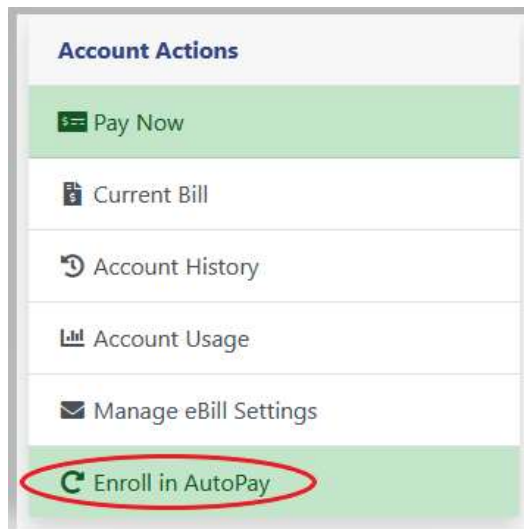 Account Actions
Pay Now
Current Bill
Account History
Account Usage
Manage eBill Settings
Enroll in AutoPay